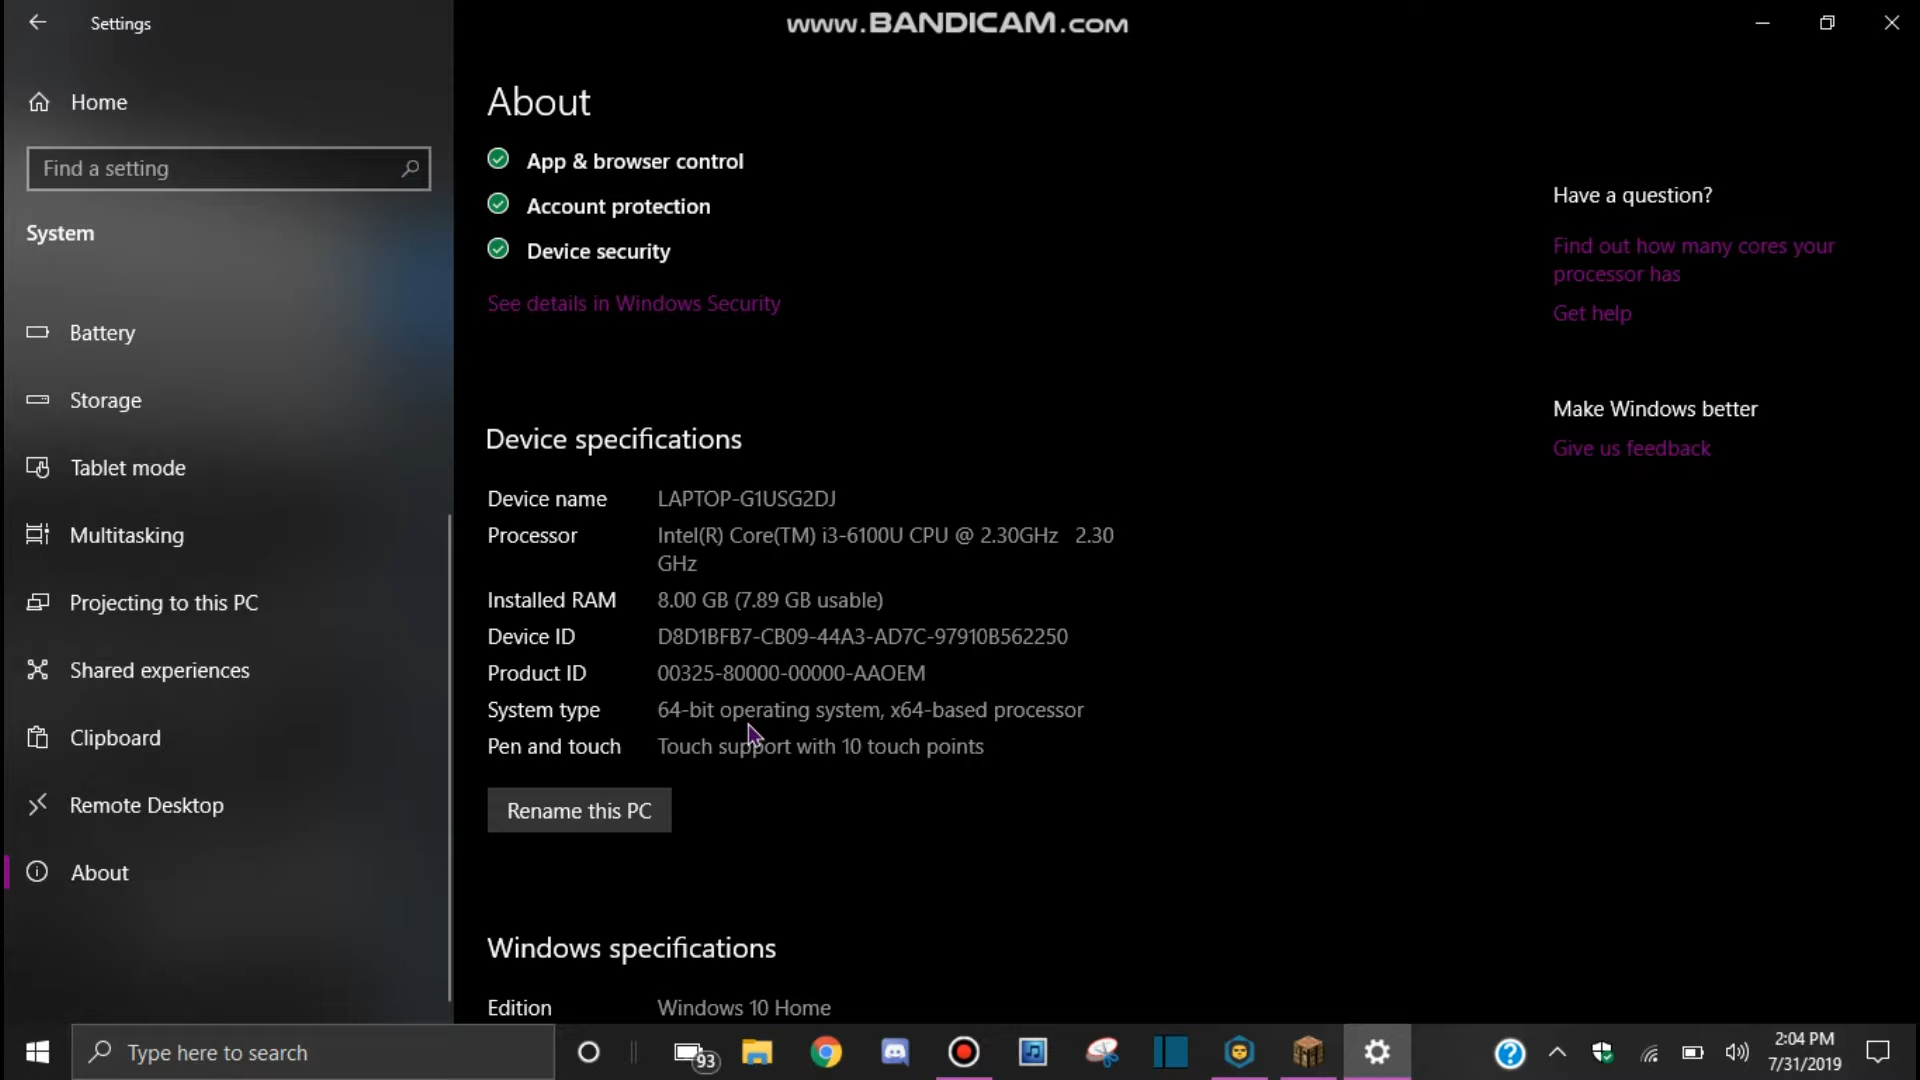 Settings
www.BANDICAM.com
Home
Find a setting
System
Battery
Storage
Tablet mode
Multitasking
Projecting to this PC
Shared experiences
Clipboard
Remote Desktop
About
About
App & browser control
Account protection
Device security
See details in Windows Security
Device specifications
Device name LAPTOP-G1USG2DJ
Processor Intel(R) Core(TM) i3-6100U CPU @ 2.30GHz 2.30
GHz
Installed RAM 8.00 GB (7.89 GB usable)
Device ID D8D1BFB7-CB09-44A3-AD7C-97910B562250
Product ID 00325-80000-00000-AAOEM
System type 64-bit operating system, x64-based processor
Pen and touch Touch support with 10 touch points
Rename this PC
Windows specifications
Edition Windows 10 Home
Have a question?
Find out how many cores your
processor has
Get help
Make Windows better
Give us feedback
Type here to search
93
2:04 PM
7/31/2019